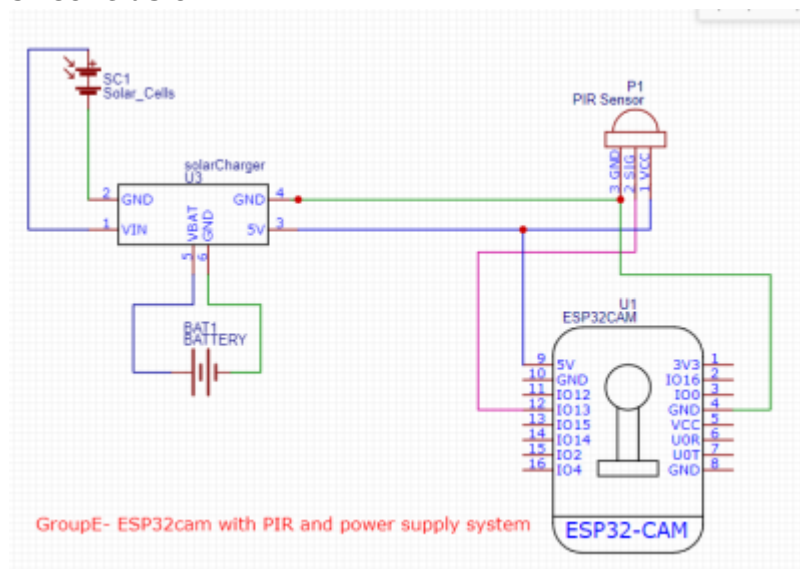 SC1
Solar_Cells
P1
PIR Sensor
3 GND
2 SIG
1 VCC
solarCharger
U3
2 GND
GND 4
1 VIN
5V 3
VBAT
GND
5
6
BAT1
BATTERY
U1
ESP32CAM
9 5V
3V3 1
10 GND
IO16 2
11 IO12
IO0 3
12 IO13
GND 4
13 IO15
VCC 5
14 IO14
U0R 6
15 IO2
U0T 7
16 IO4
GND 8
GroupE- ESP32cam with PIR and power supply system
ESP32-CAM